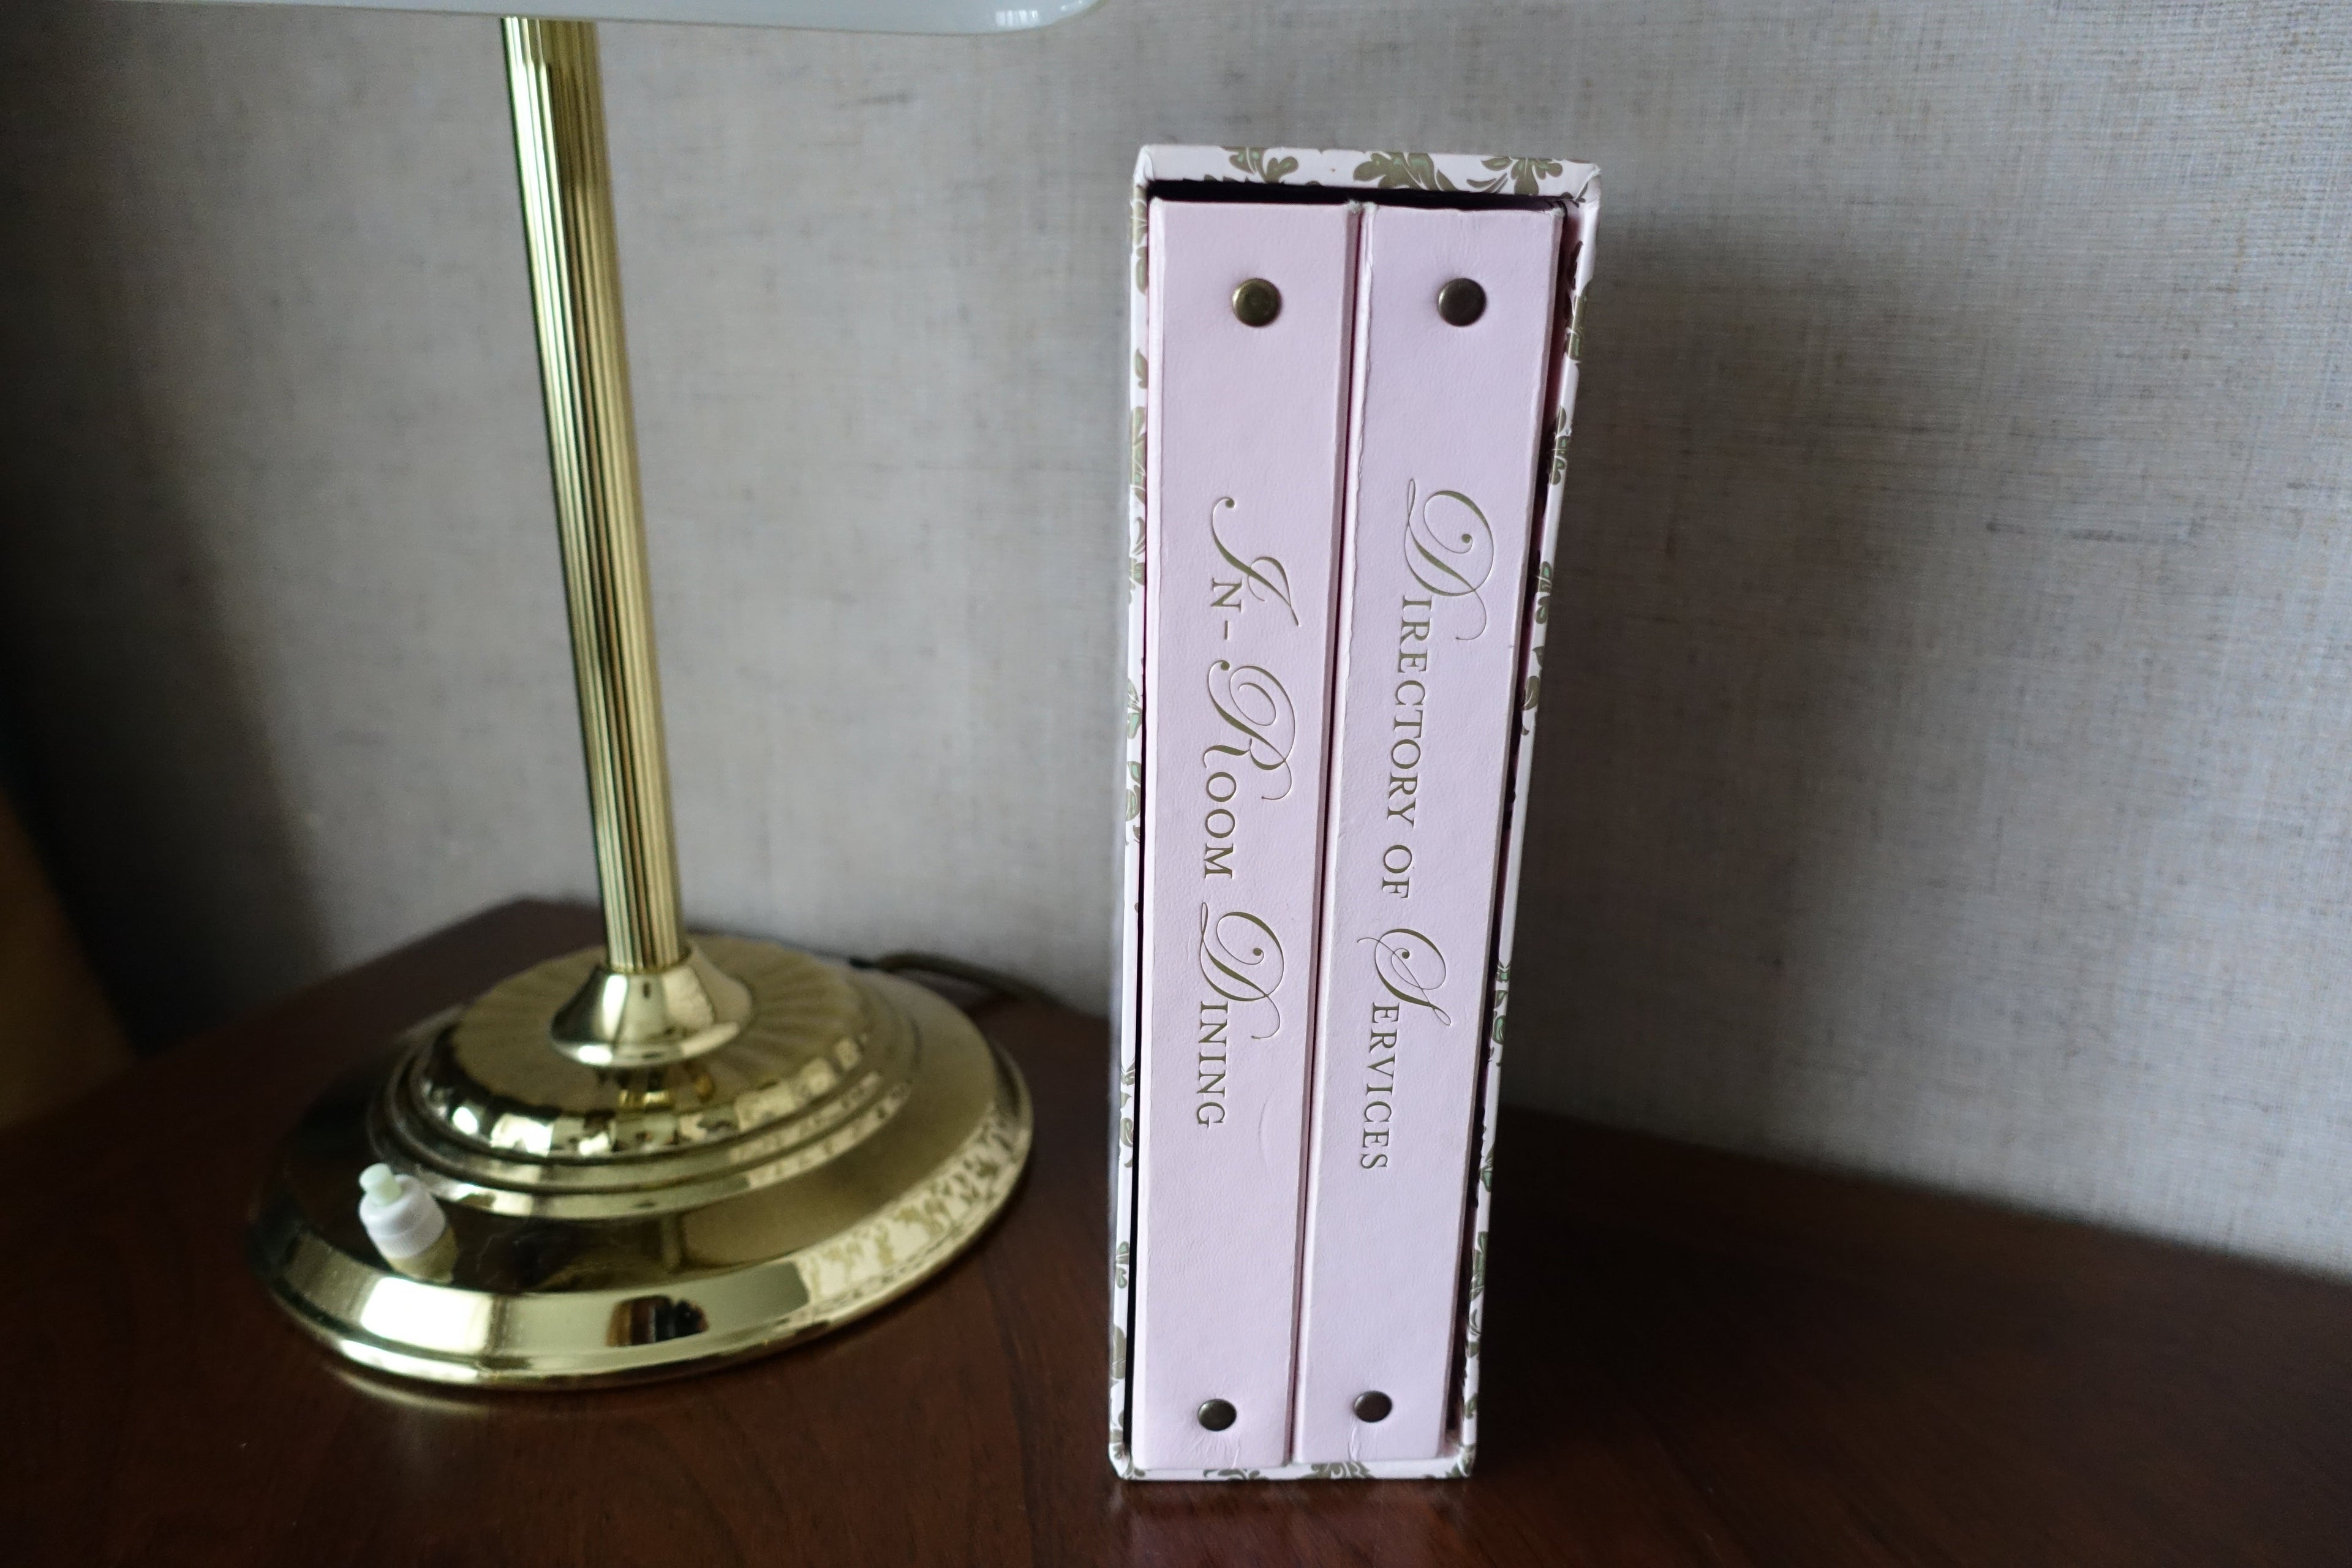 In-Room Dining
Directory of Services